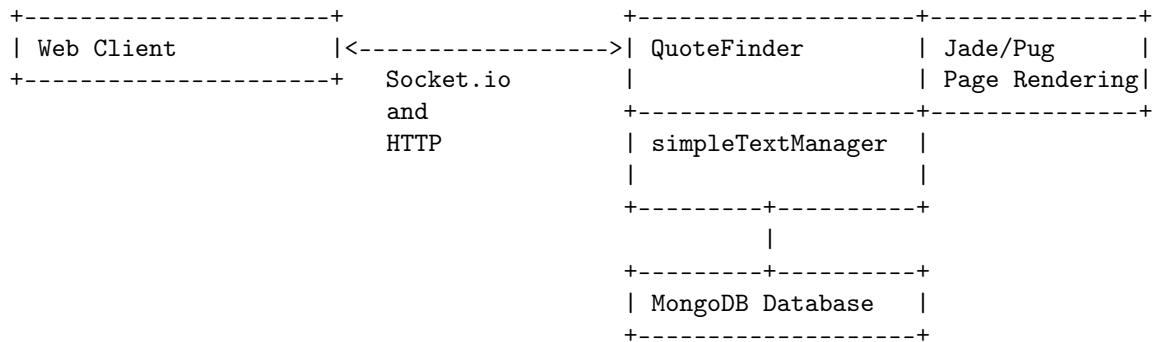 +----------------------+                    +--------------------+---------------+
| Web Client           |<------------------>| QuoteFinder        | Jade/Pug      |
+----------------------+   Socket.io        |                    | Page Rendering|
                           and              +--------------------+---------------+
                           HTTP             | simpleTextManager  |
                                            |                    |
                                            +---------+----------+
                                                      |
                                            +---------+----------+
                                            | MongoDB Database   |
                                            +--------------------+